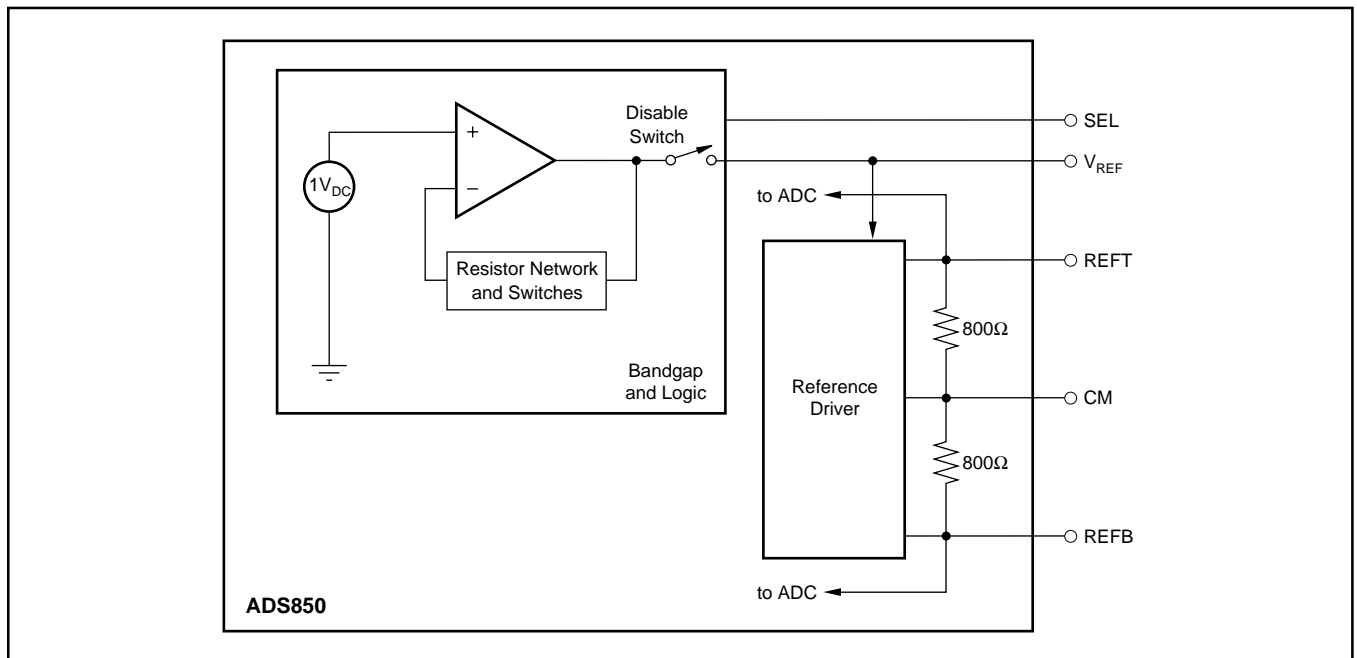 Disable
Switch
SEL
+
V_REF
1V_DC
−
to ADC
Resistor Network
and Switches
REFT
800Ω
Bandgap
and Logic
Reference
Driver
CM
800Ω
REFB
to ADC
ADS850